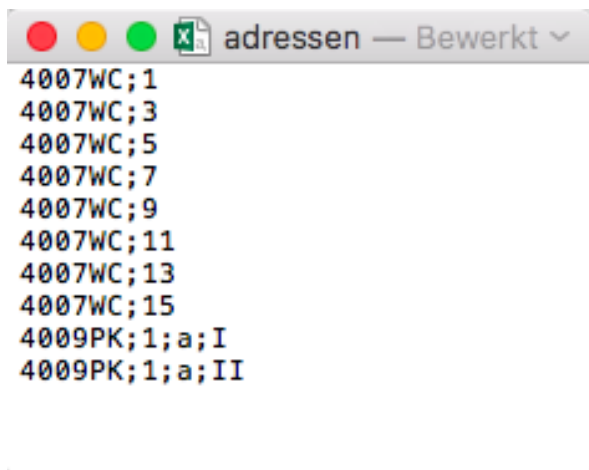 adressen — Bewerkt
4007WC;1
4007WC;3
4007WC;5
4007WC;7
4007WC;9
4007WC;11
4007WC;13
4007WC;15
4009PK;1;a;I
4009PK;1;a;II